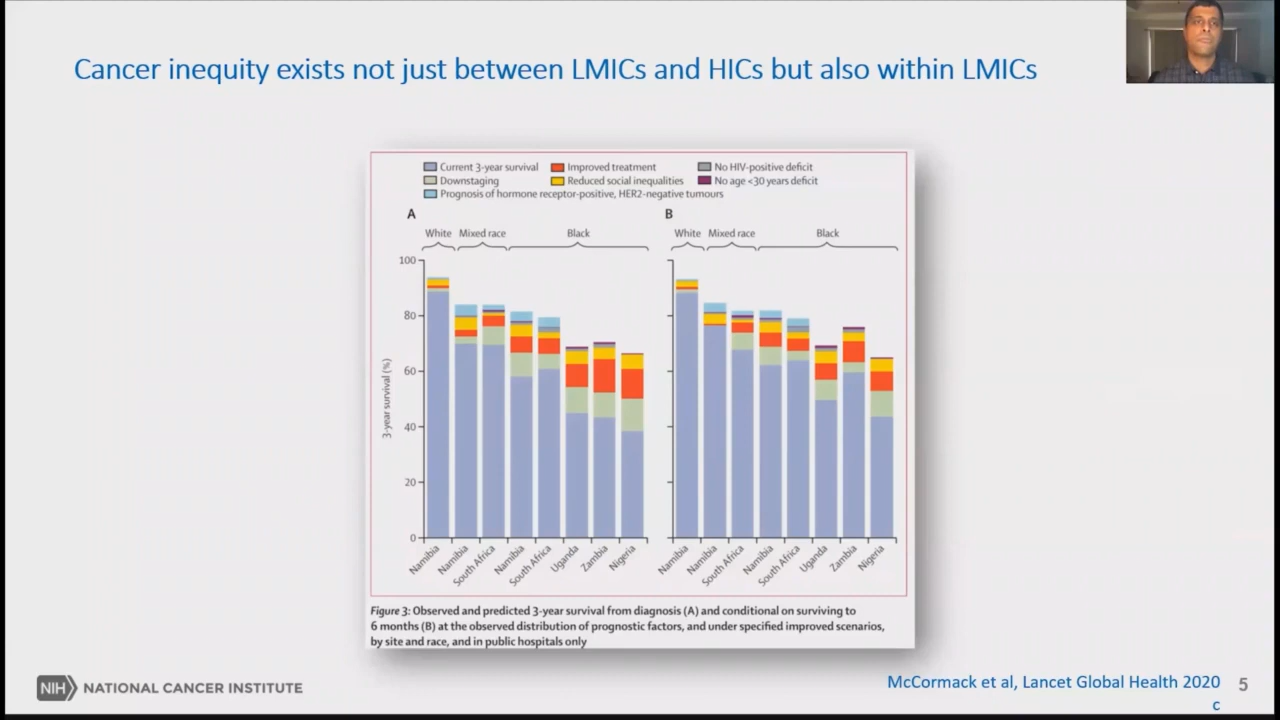 Cancer inequity exists not just between LMICs and HICs but also within LMICs
Current 3-year survival Improved treatment No HIV-positive deficit
Downstaging Reduced social inequalities No age <30 years deficit
Prognosis of hormone receptor-positive, HER2-negative tumours
A B
White Mixed race Black White Mixed race Black
100
80
60
40
20
0
3-year survival (%)
Namibia Namibia South Africa Namibia South Africa Uganda Zambia Nigeria Namibia Namibia South Africa Namibia South Africa Uganda Zambia Nigeria
Figure 3: Observed and predicted 3-year survival from diagnosis (A) and conditional on surviving to
6 months (B) at the observed distribution of prognostic factors, and under specified improved scenarios,
by site and race, and in public hospitals only
NIH NATIONAL CANCER INSTITUTE
McCormack et al, Lancet Global Health 2020 5
c